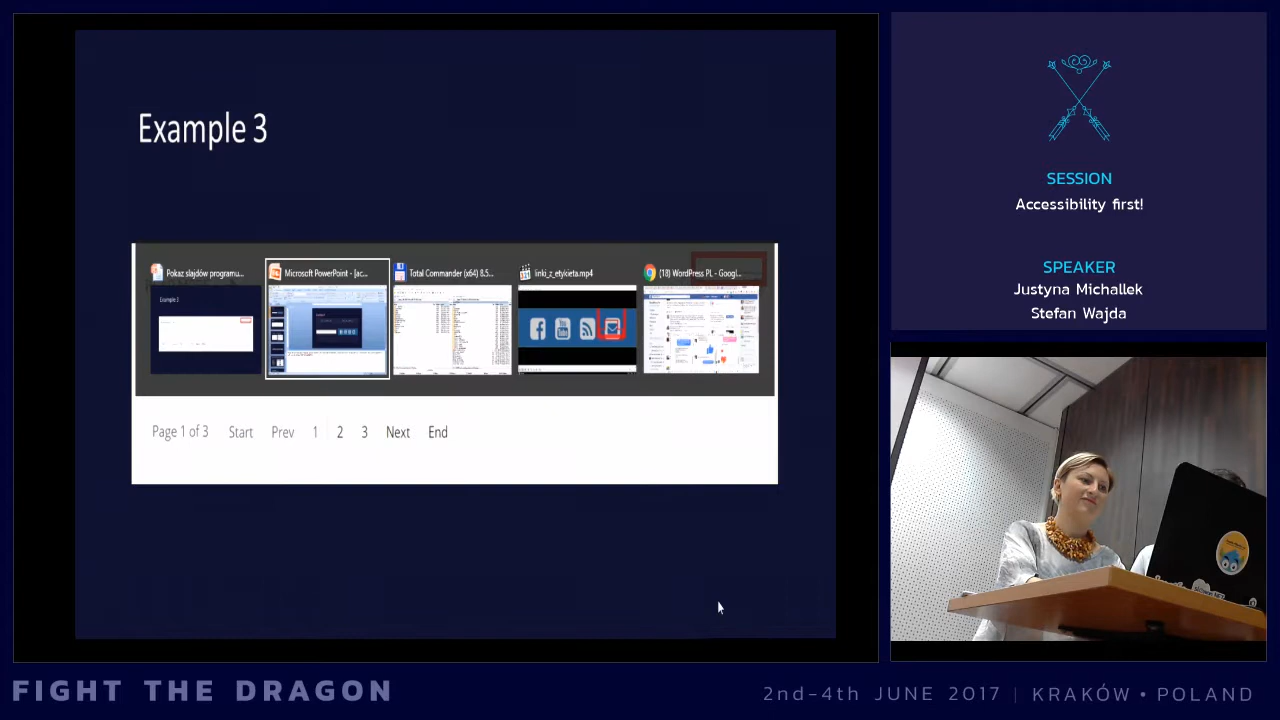 Example 3
Pokaz slajdów programu...
Microsoft PowerPoint - [ac...
Total Commander (x64) 8.5...
linki_z_etykieta.mp4
(18) WordPress PL - Googl...
Example 3
Page 1 of 3 Start Prev 1 2 3 Next End
SESSION
Accessibility first!
SPEAKER
Justyna Michallek
Stefan Wajda
FIGHT THE DRAGON
2nd-4th JUNE 2017 | KRAKÓW • POLAND